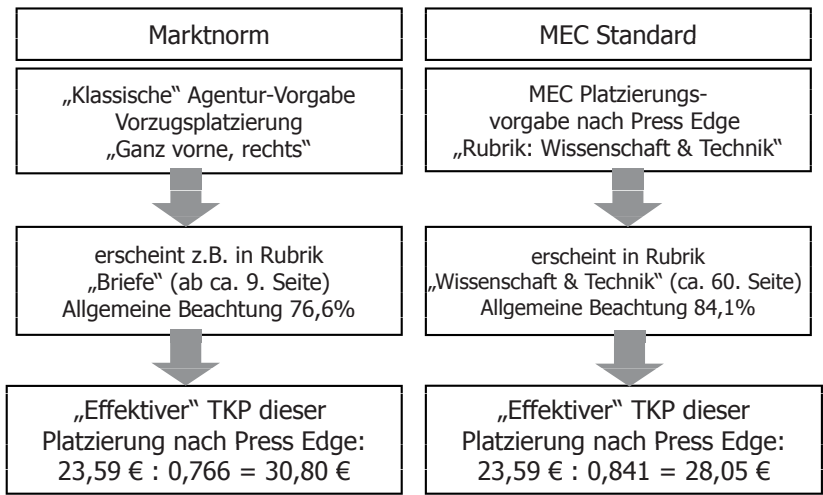 Marktnorm
„Klassische“ Agentur-Vorgabe
Vorzugsplatzierung
„Ganz vorne, rechts“
erscheint z.B. in Rubrik
„Briefe“ (ab ca. 9. Seite)
Allgemeine Beachtung 76,6%
„Effektiver“ TKP dieser
Platzierung nach Press Edge:
23,59 € : 0,766 = 30,80 €
MEC Standard
MEC Platzierungs-
vorgabe nach Press Edge
„Rubrik: Wissenschaft & Technik“
erscheint in Rubrik
„Wissenschaft & Technik“ (ca. 60. Seite)
Allgemeine Beachtung 84,1%
„Effektiver“ TKP dieser
Platzierung nach Press Edge:
23,59 € : 0,841 = 28,05 €